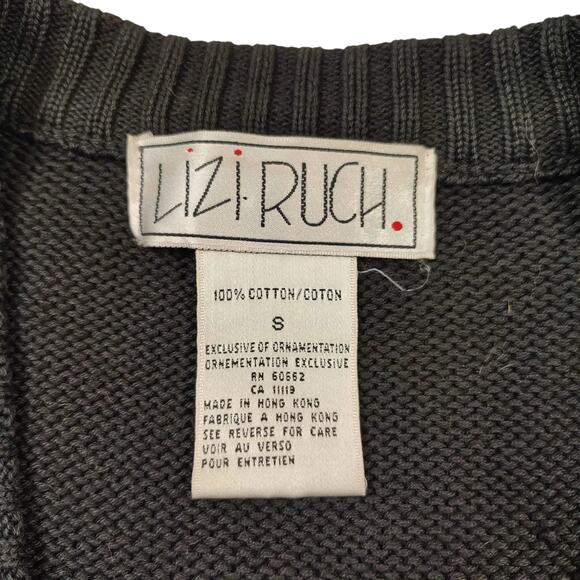 LiZi.RUCH.
100% COTTON/COTON
S
EXCLUSIVE OF ORNAMENTATION
ORNEMENTATION EXCLUSIVE
RN 60662
CA 11119
MADE IN HONG KONG
FABRIQUE A HONG KONG
SEE REVERSE FOR CARE
VOIR AU VERSO
POUR ENTRETIEN